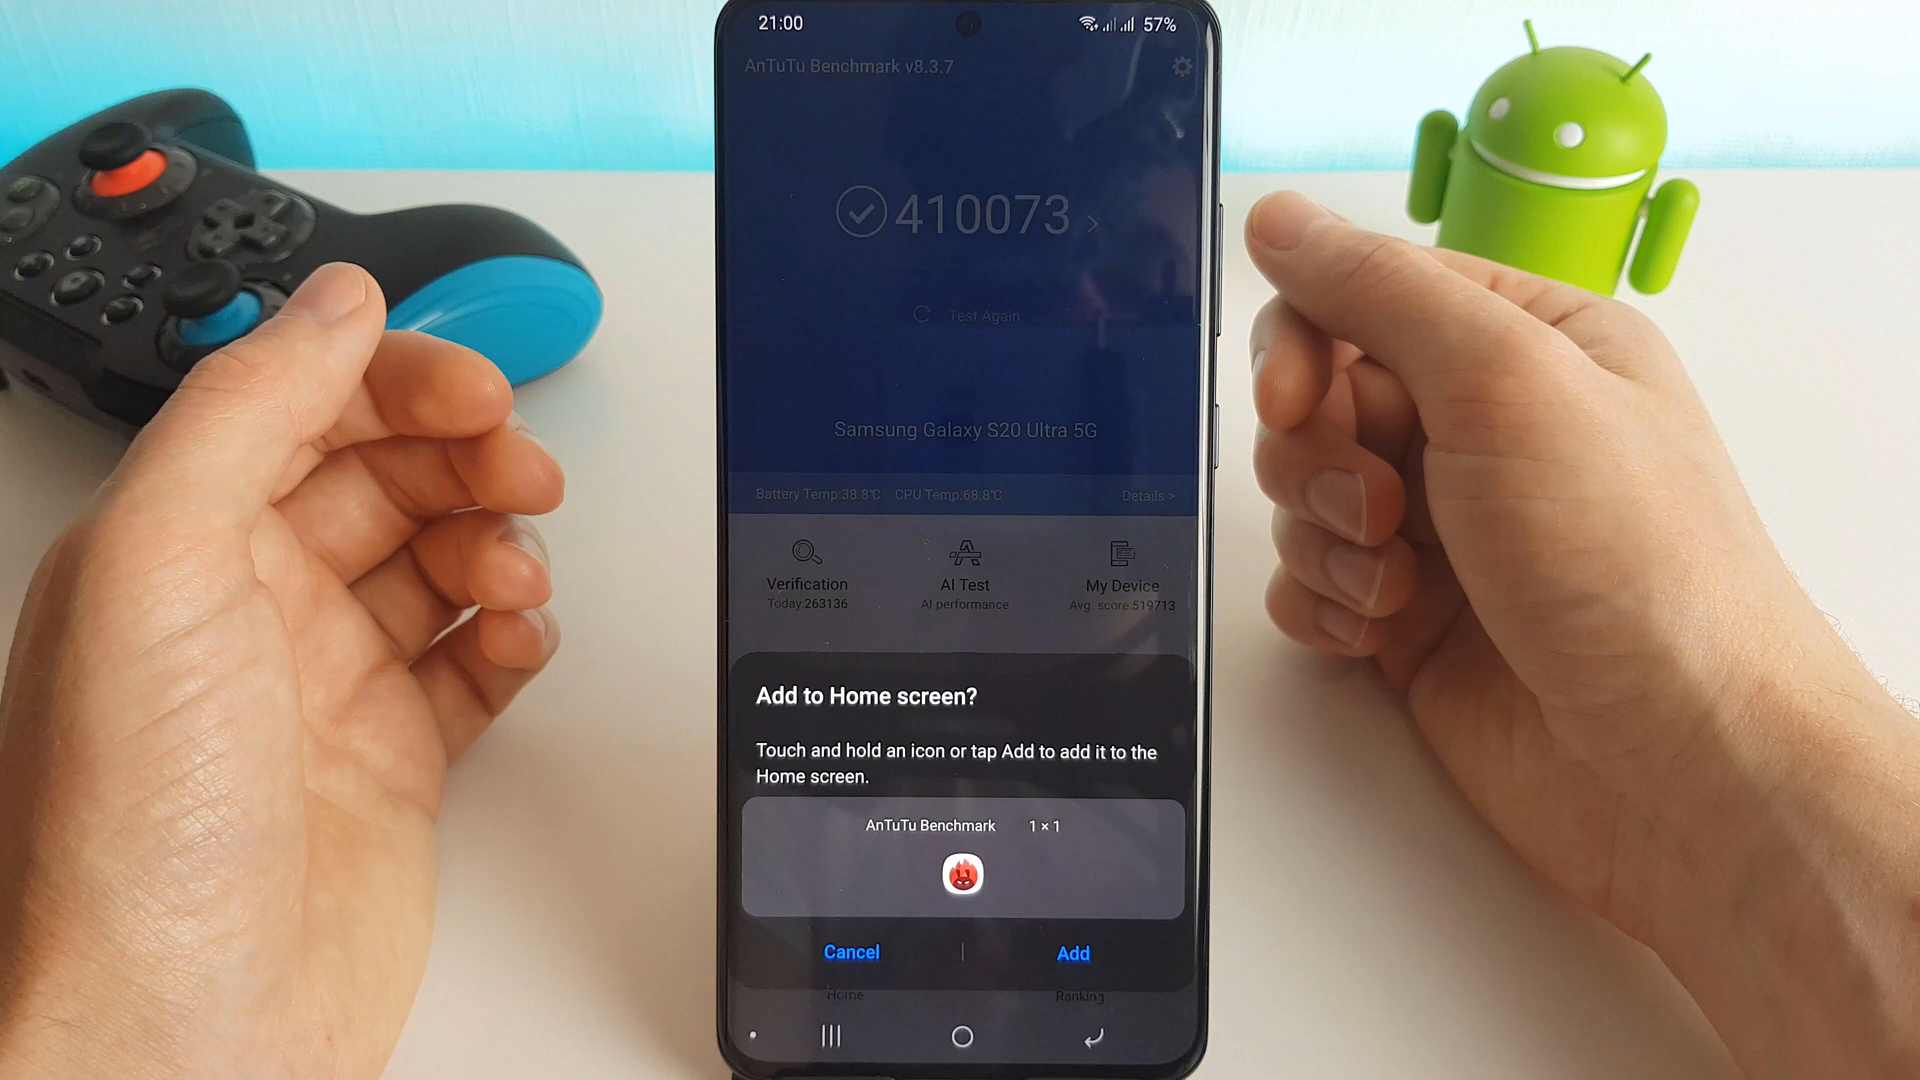 21:00
57%
AnTuTu Benchmark v8.3.7
410073 >
Test Again
Samsung Galaxy S20 Ultra 5G
Battery Temp:38.8℃ CPU Temp:68.8℃ Details >
Verification
Today:263136
AI Test
AI performance
My Device
Avg. score:519713
Add to Home screen?
Touch and hold an icon or tap Add to add it to the
Home screen.
AnTuTu Benchmark 1 × 1
Cancel | Add
Home Ranking